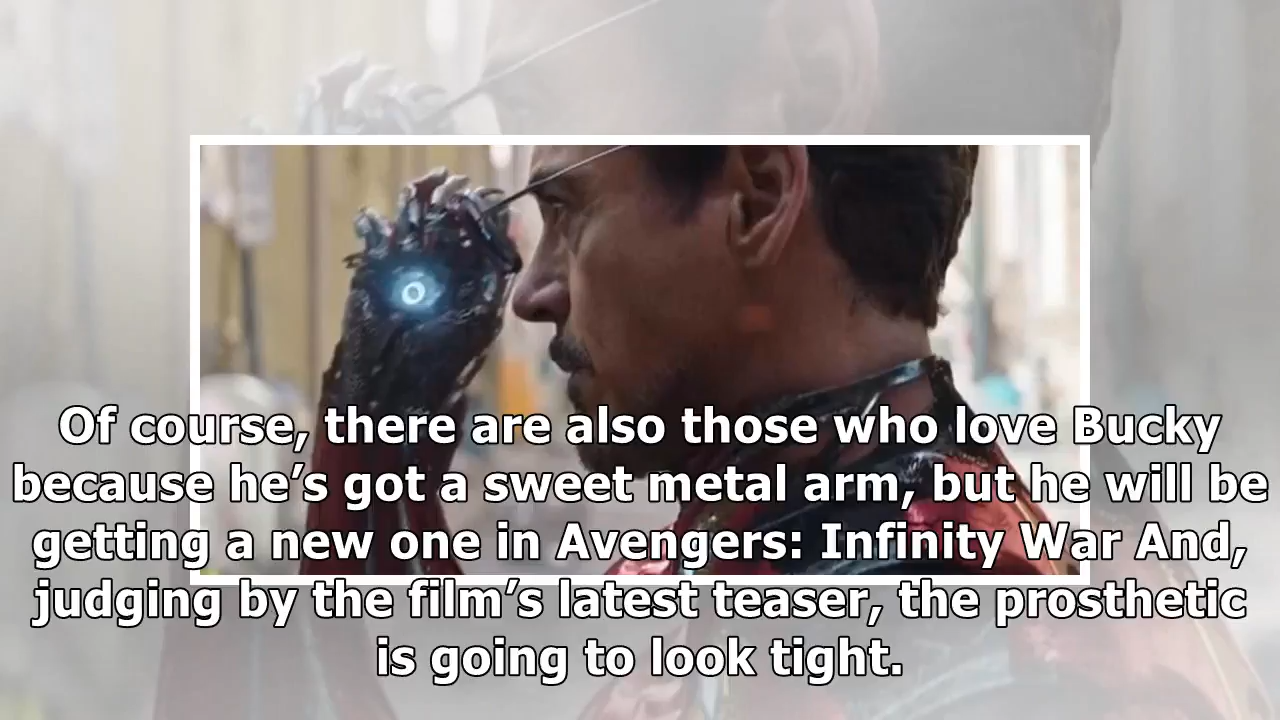 Of course, there are also those who love Bucky
because he’s got a sweet metal arm, but he will be
getting a new one in Avengers: Infinity War And,
judging by the film’s latest teaser, the prosthetic
is going to look tight.